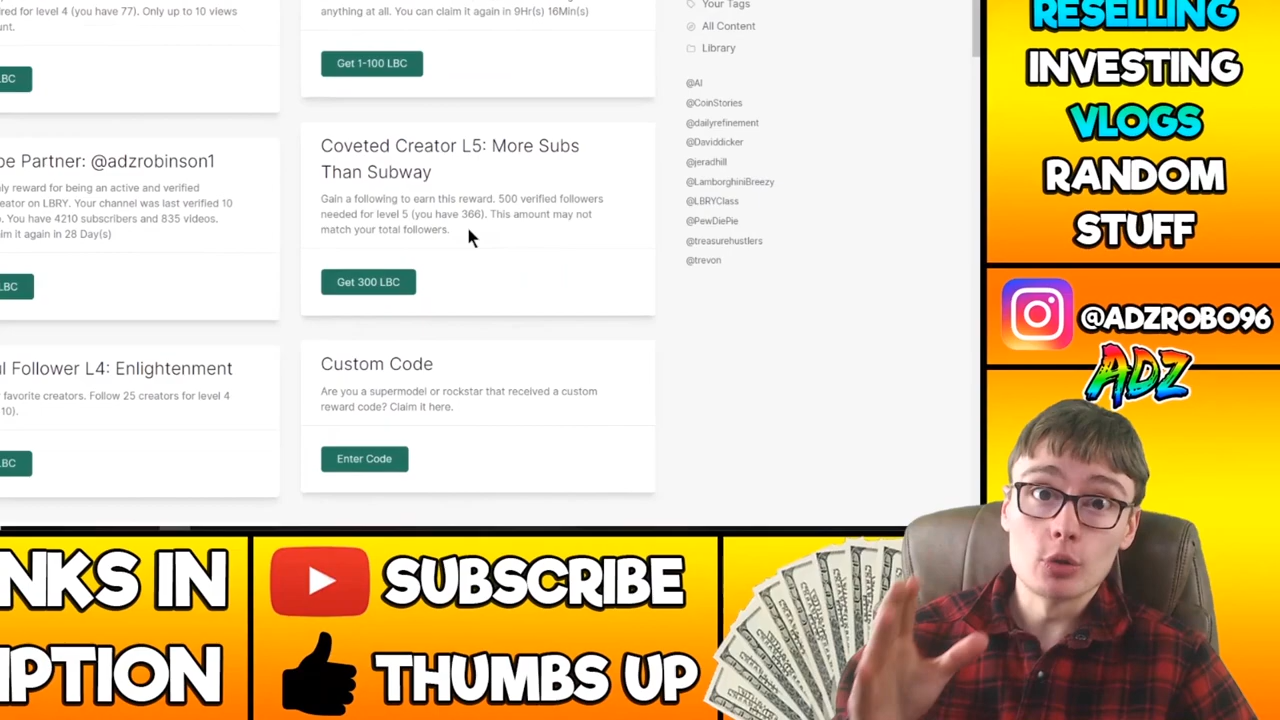 red for level 4 (you have 77). Only up to 10 views
unt.
LBC
pe Partner: @adzrobinson1
ly reward for being an active and verified
eator on LBRY. Your channel was last verified 10
. You have 4210 subscribers and 835 videos.
im it again in 28 Day(s)
LBC
l Follower L4: Enlightenment
favorite creators. Follow 25 creators for level 4
10).
LBC
anything at all. You can claim it again in 9Hr(s) 16Min(s)
Get 1-100 LBC
Coveted Creator L5: More Subs
Than Subway
Gain a following to earn this reward. 500 verified followers
needed for level 5 (you have 366). This amount may not
match your total followers.
Get 300 LBC
Custom Code
Are you a supermodel or rockstar that received a custom
reward code? Claim it here.
Enter Code
Your Tags
All Content
Library
@AI
@CoinStories
@dailyrefinement
@Daviddicker
@jeradhill
@LamborghiniBreezy
@LBRYClass
@PewDiePie
@treasurehustlers
@trevon
RESELLING
INVESTING
VLOGS
RANDOM
STUFF
@ADZROBO96
ADZ
NKS IN
IPTION
SUBSCRIBE
THUMBS UP